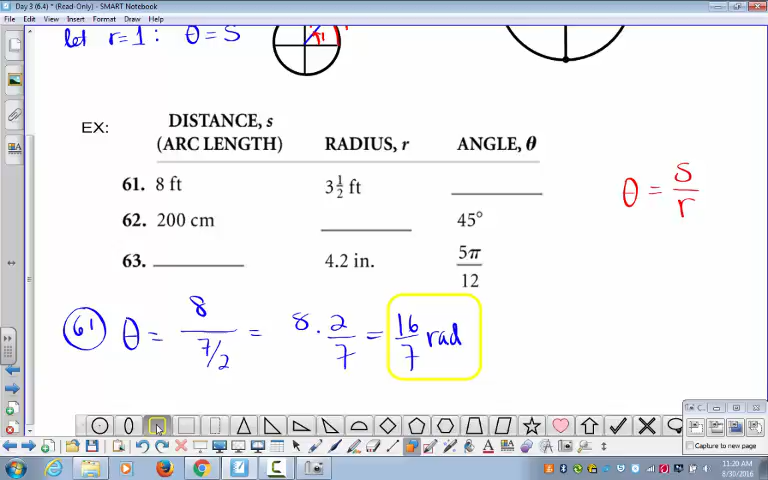 Day 3 (6.4) * (Read-Only) - SMART Notebook
File Edit View Insert Format Draw Help
let r=1: θ = S
EX:
DISTANCE, s
(ARC LENGTH) RADIUS, r ANGLE, θ
61. 8 ft 3 1/2 ft
62. 200 cm 45°
63. 4.2 in. 5π/12
θ = s/r
61 θ = 8/(7/2) = 8 · 2/7 = 16/7 rad
Capture to new page
11:20 AM
8/30/2016